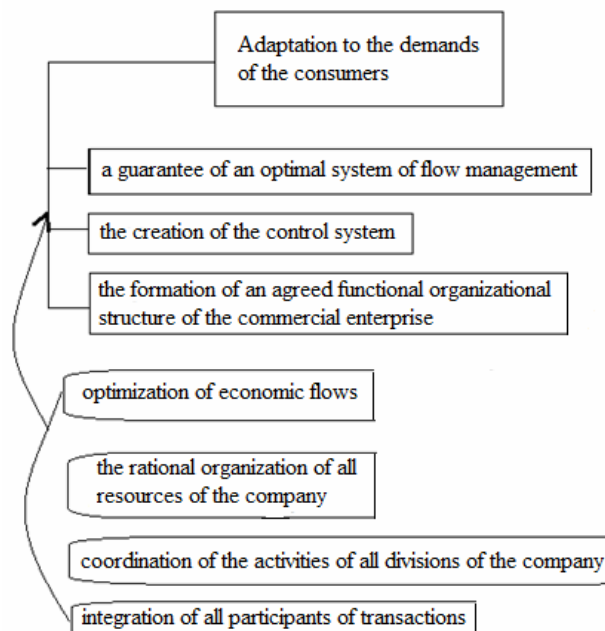 Adaptation to the demands
of the consumers
a guarantee of an optimal system of flow management
the creation of the control system
the formation of an agreed functional organizational
structure of the commercial enterprise
optimization of economic flows
the rational organization of all
resources of the company
coordination of the activities of all divisions of the company
integration of all participants of transactions